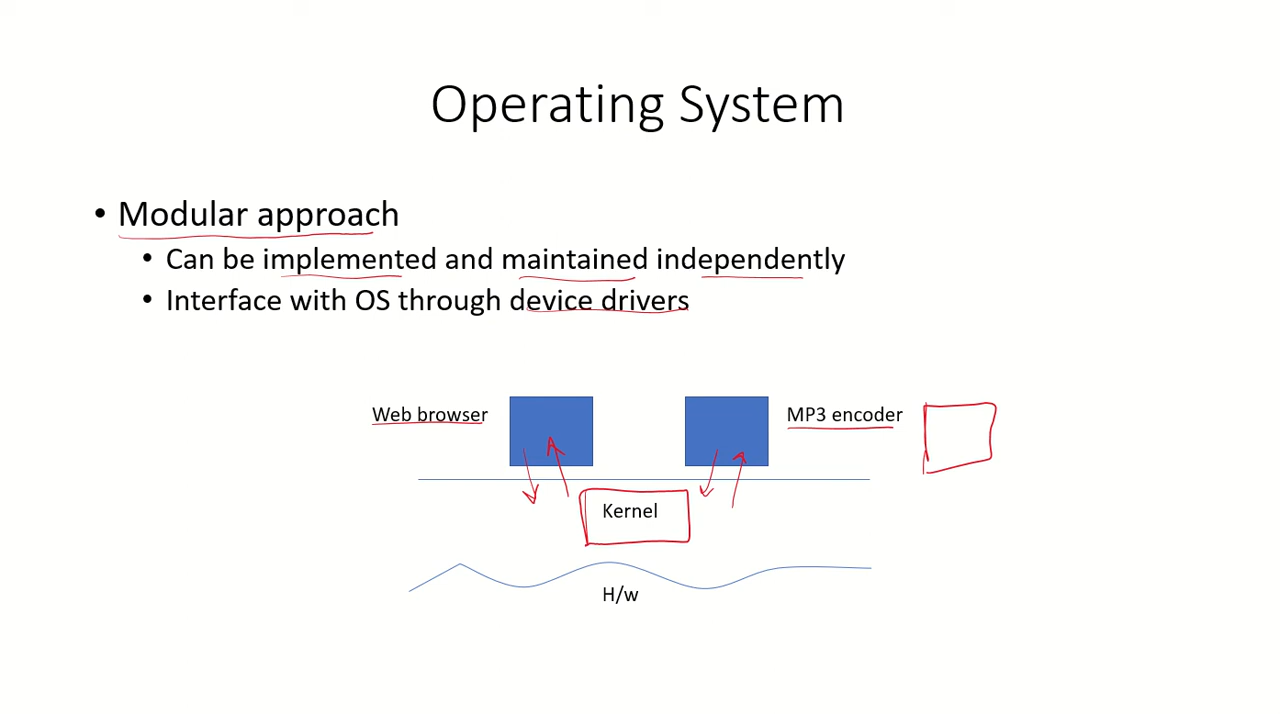 Operating System
• Modular approach
• Can be implemented and maintained independently
• Interface with OS through device drivers
Web browser
MP3 encoder
Kernel
H/w